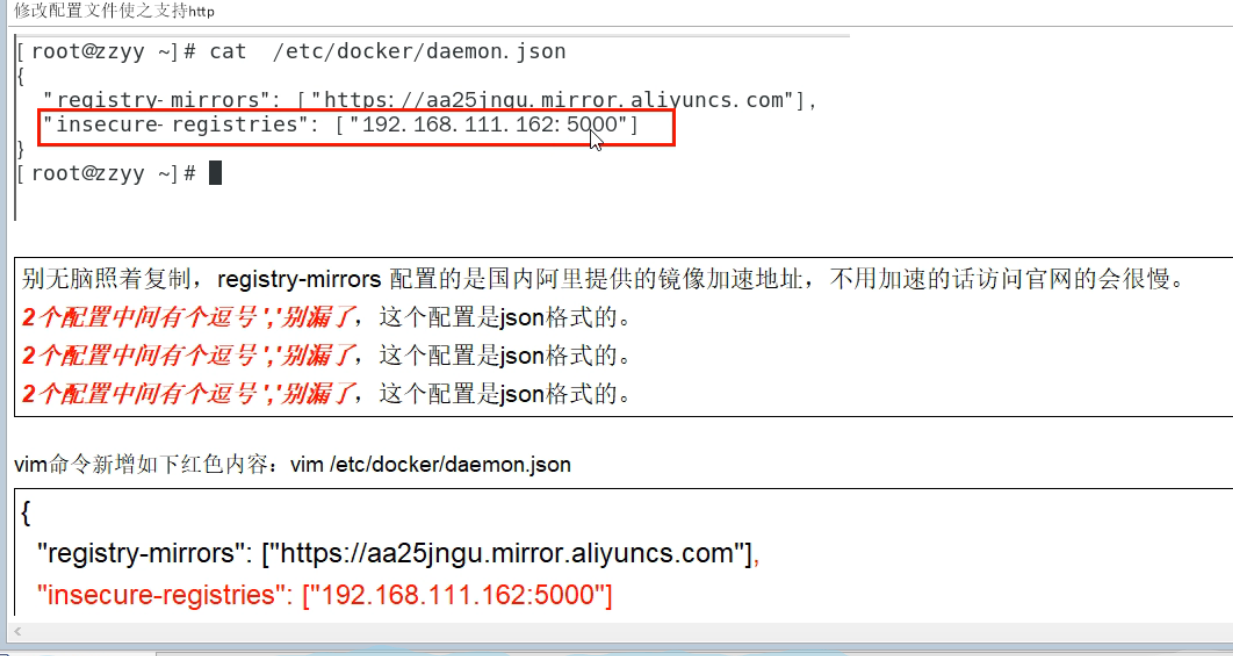 修改配置文件使之支持http
[root@zzyy ~]# cat  /etc/docker/daemon.json
{
  "registry-mirrors": ["https://aa25jngu.mirror.aliyuncs.com"],
  "insecure-registries": ["192.168.111.162:5000"]
}
[root@zzyy ~]#
别无脑照着复制，registry-mirrors 配置的是国内阿里提供的镜像加速地址，不用加速的话访问官网的会很慢。
2个配置中间有个逗号 ','别漏了，这个配置是json格式的。
2个配置中间有个逗号 ','别漏了，这个配置是json格式的。
2个配置中间有个逗号 ','别漏了，这个配置是json格式的。
vim命令新增如下红色内容：vim /etc/docker/daemon.json
{
  "registry-mirrors": ["https://aa25jngu.mirror.aliyuncs.com"],
  "insecure-registries": ["192.168.111.162:5000"]